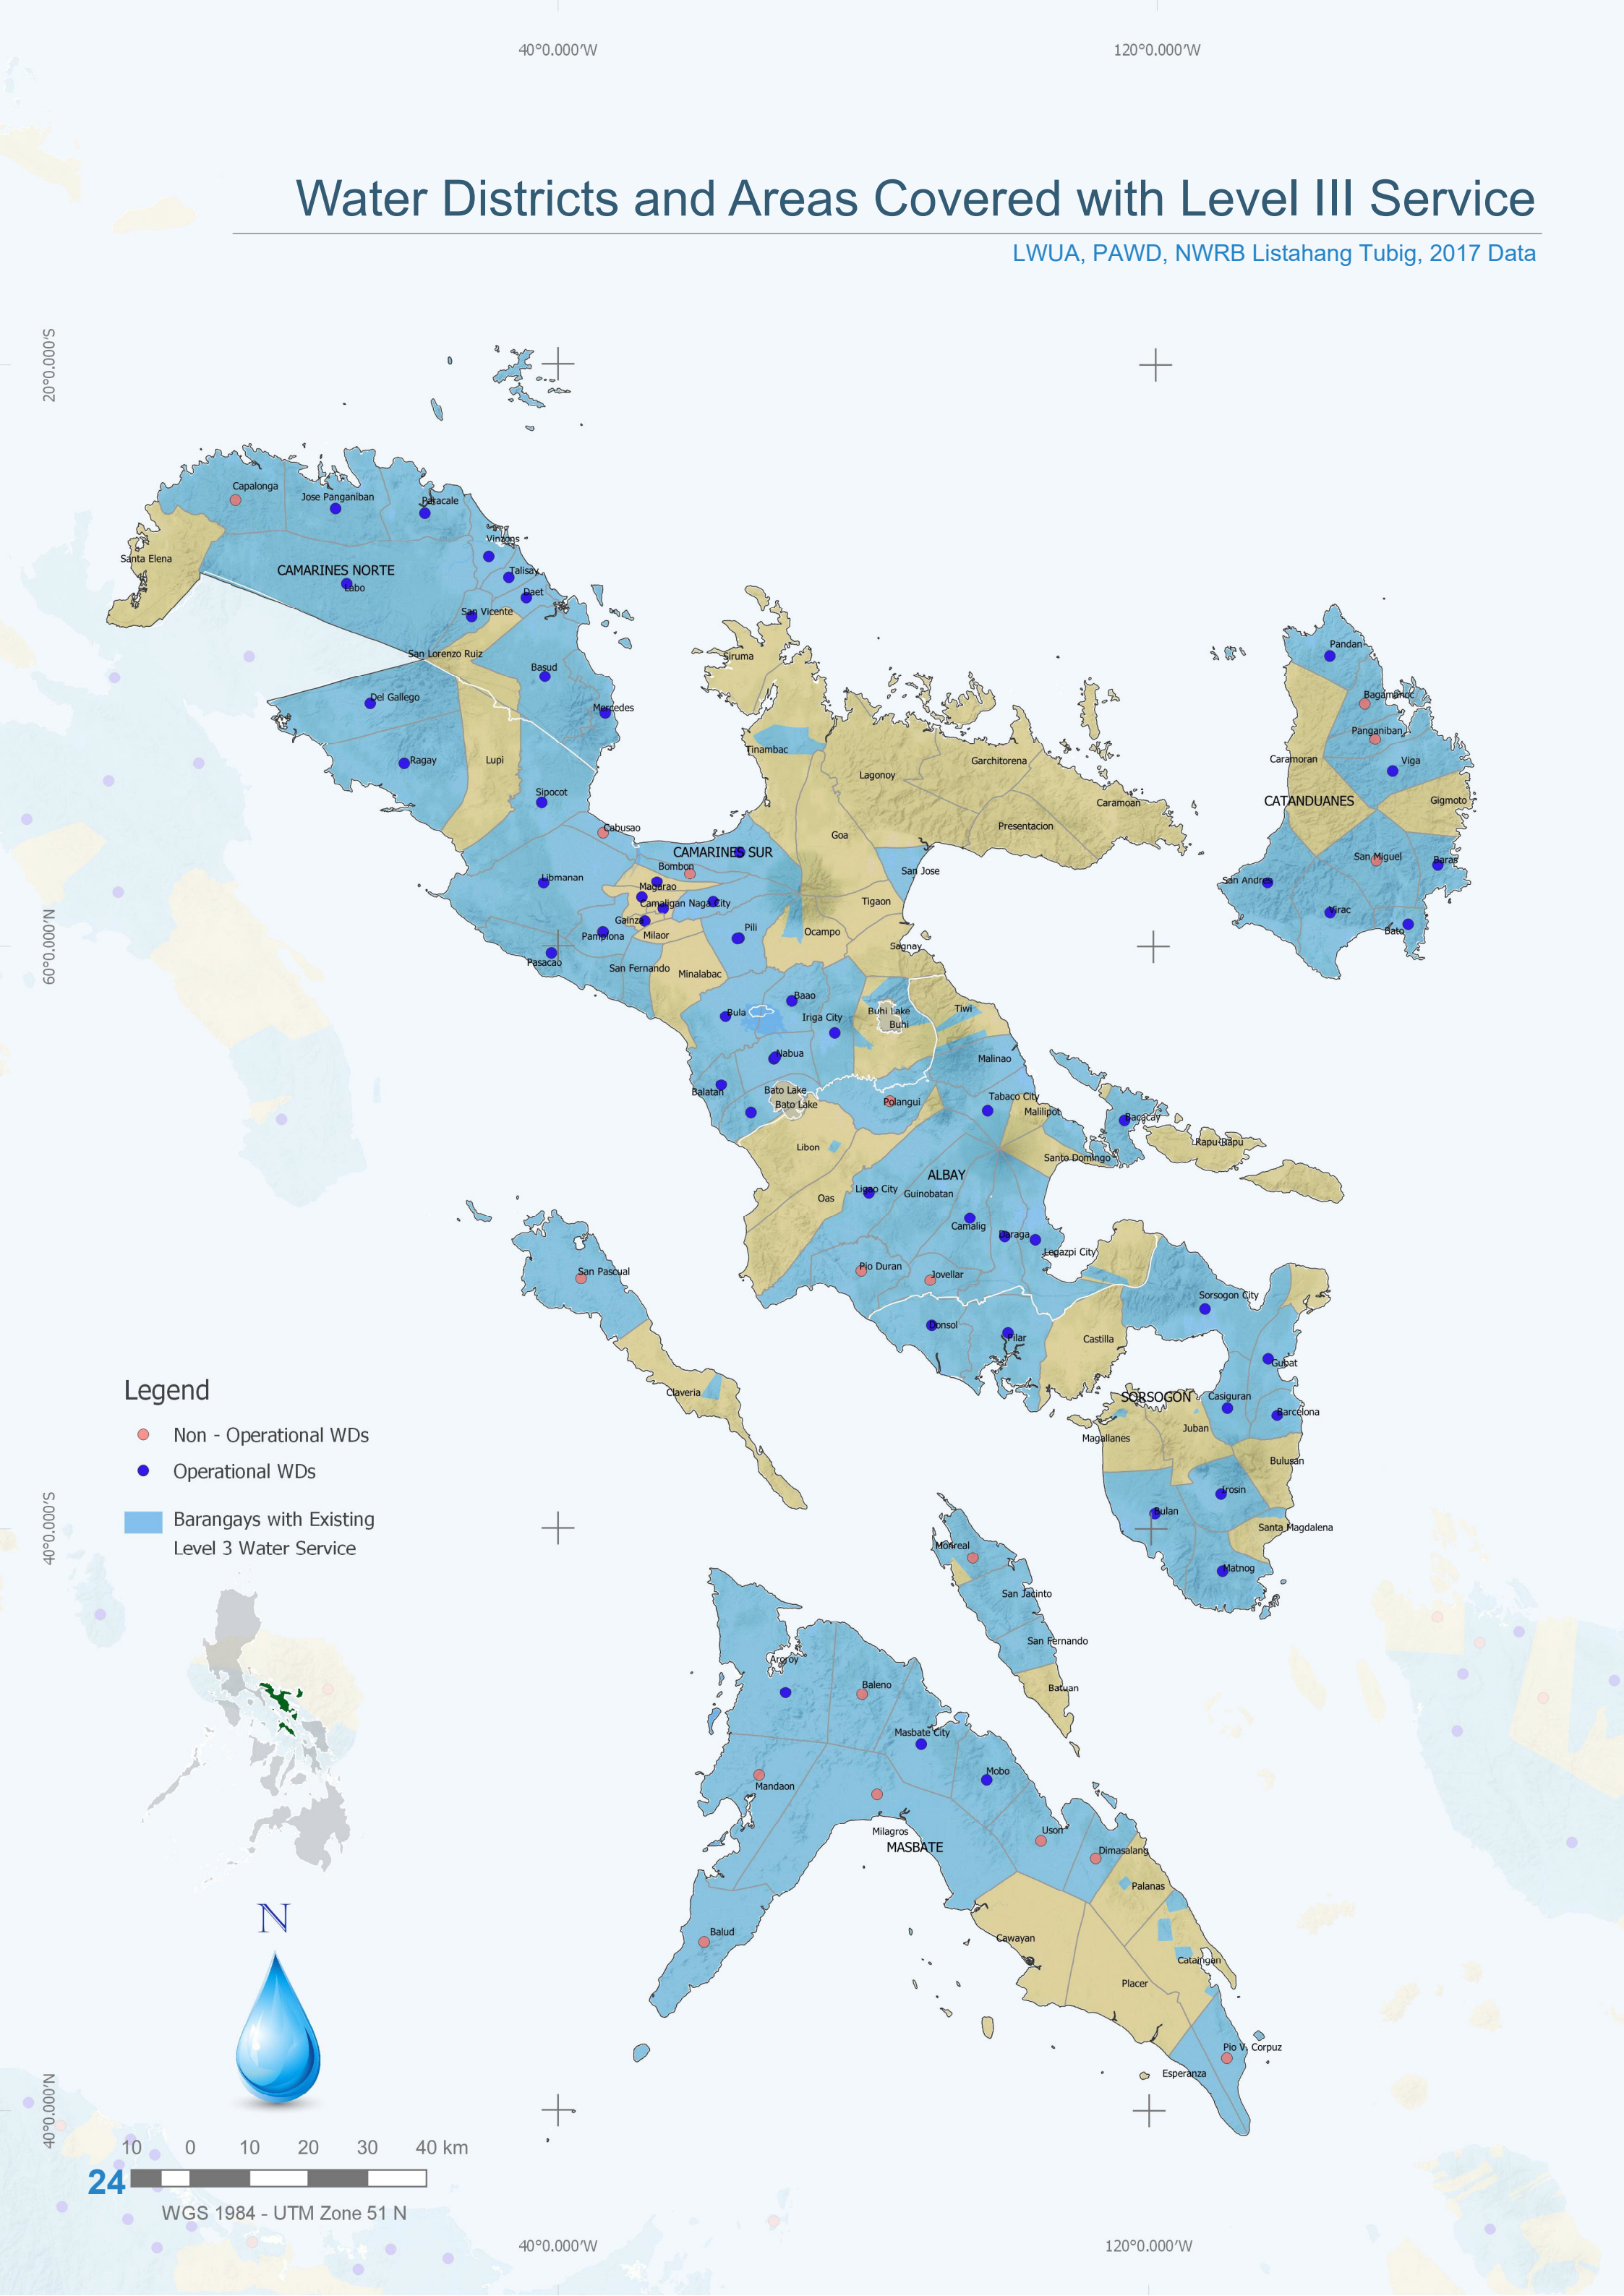 40°0.000'W
120°0.000'W
Water Districts and Areas Covered with Level III Service
LWUA, PAWD, NWRB Listahang Tubig, 2017 Data
20°0.000'S
Capalonga
Jose Panganiban
Paracale
Vinzons
Santa Elena
CAMARINES NORTE
Talisay
Labo
Daet
San Vicente
San Lorenzo Ruiz
Basud
Del Gallego
Mercedes
Ragay
Lupi
Sipocot
Cabusao
Siruma
Tinambac
Lagonoy
Garchitorena
Caramoan
Presentacion
Goa
CAMARINES SUR
San Jose
Bombon
Libmanan
Magarao
Camaligan
Naga City
Tigaon
Gainza
Pamplona
Milaor
Pili
Ocampo
Sagnay
Pasacao
San Fernando
Minalabac
Pandan
Bagamanoc
Panganiban
Caramoran
Viga
CATANDUANES
Gigmoto
San Miguel
Baras
San Andres
Virac
Bato
60°0.000'N
Baao
Bula
Iriga City
Buhi Lake
Buhi
Tiwi
Nabua
Malinao
Balatan
Bato Lake
Bato Lake
Polangui
Tabaco City
Malilipot
Bacacay
Libon
Santo Domingo
Rapu-Rapu
ALBAY
Ligao City
Guinobatan
Oas
Camalig
Daraga
Legazpi City
Pio Duran
Jovellar
San Pascual
Sorsogon City
Donsol
Pilar
Castilla
Gubat
Claveria
SORSOGON
Casiguran
Barcelona
Juban
Magallanes
Bulusan
Irosin
Bulan
Santa Magdalena
Matnog
Legend
Non - Operational WDs
Operational WDs
Barangays with Existing
Level 3 Water Service
40°0.000'S
Monreal
San Jacinto
San Fernando
Batuan
Aroroy
Baleno
Masbate City
Mobo
Mandaon
Milagros
MASBATE
Uson
Dimasalang
Palanas
Balud
Cawayan
Cataingan
Placer
Pio V. Corpuz
Esperanza
N
40°0.000'N
10 0 10 20 30 40 km
24
WGS 1984 - UTM Zone 51 N
40°0.000'W
120°0.000'W